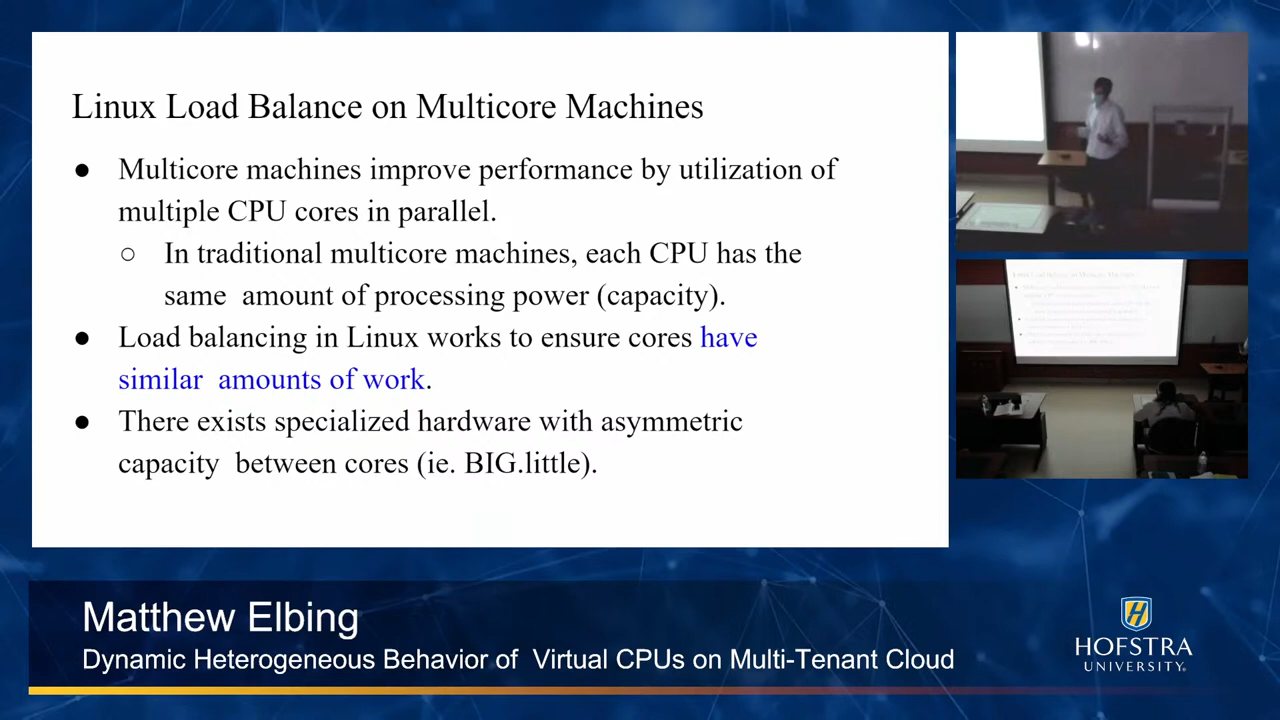 Linux Load Balance on Multicore Machines
● Multicore machines improve performance by utilization of
multiple CPU cores in parallel.
○ In traditional multicore machines, each CPU has the
same amount of processing power (capacity).
● Load balancing in Linux works to ensure cores have
similar amounts of work.
● There exists specialized hardware with asymmetric
capacity between cores (ie. BIG.little).
Matthew Elbing
Dynamic Heterogeneous Behavior of Virtual CPUs on Multi-Tenant Cloud
HOFSTRA
UNIVERSITY®